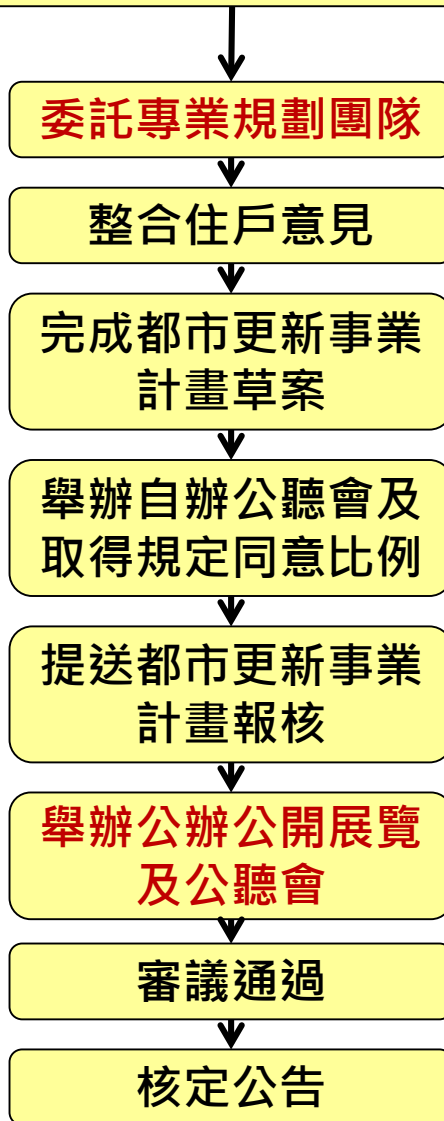 委託專業規劃團隊
整合住戶意見
完成都市更新事業
計畫草案
舉辦自辦公聽會及
取得規定同意比例
提送都市更新事業
計畫報核
舉辦公辦公開展覽
及公聽會
審議通過
核定公告